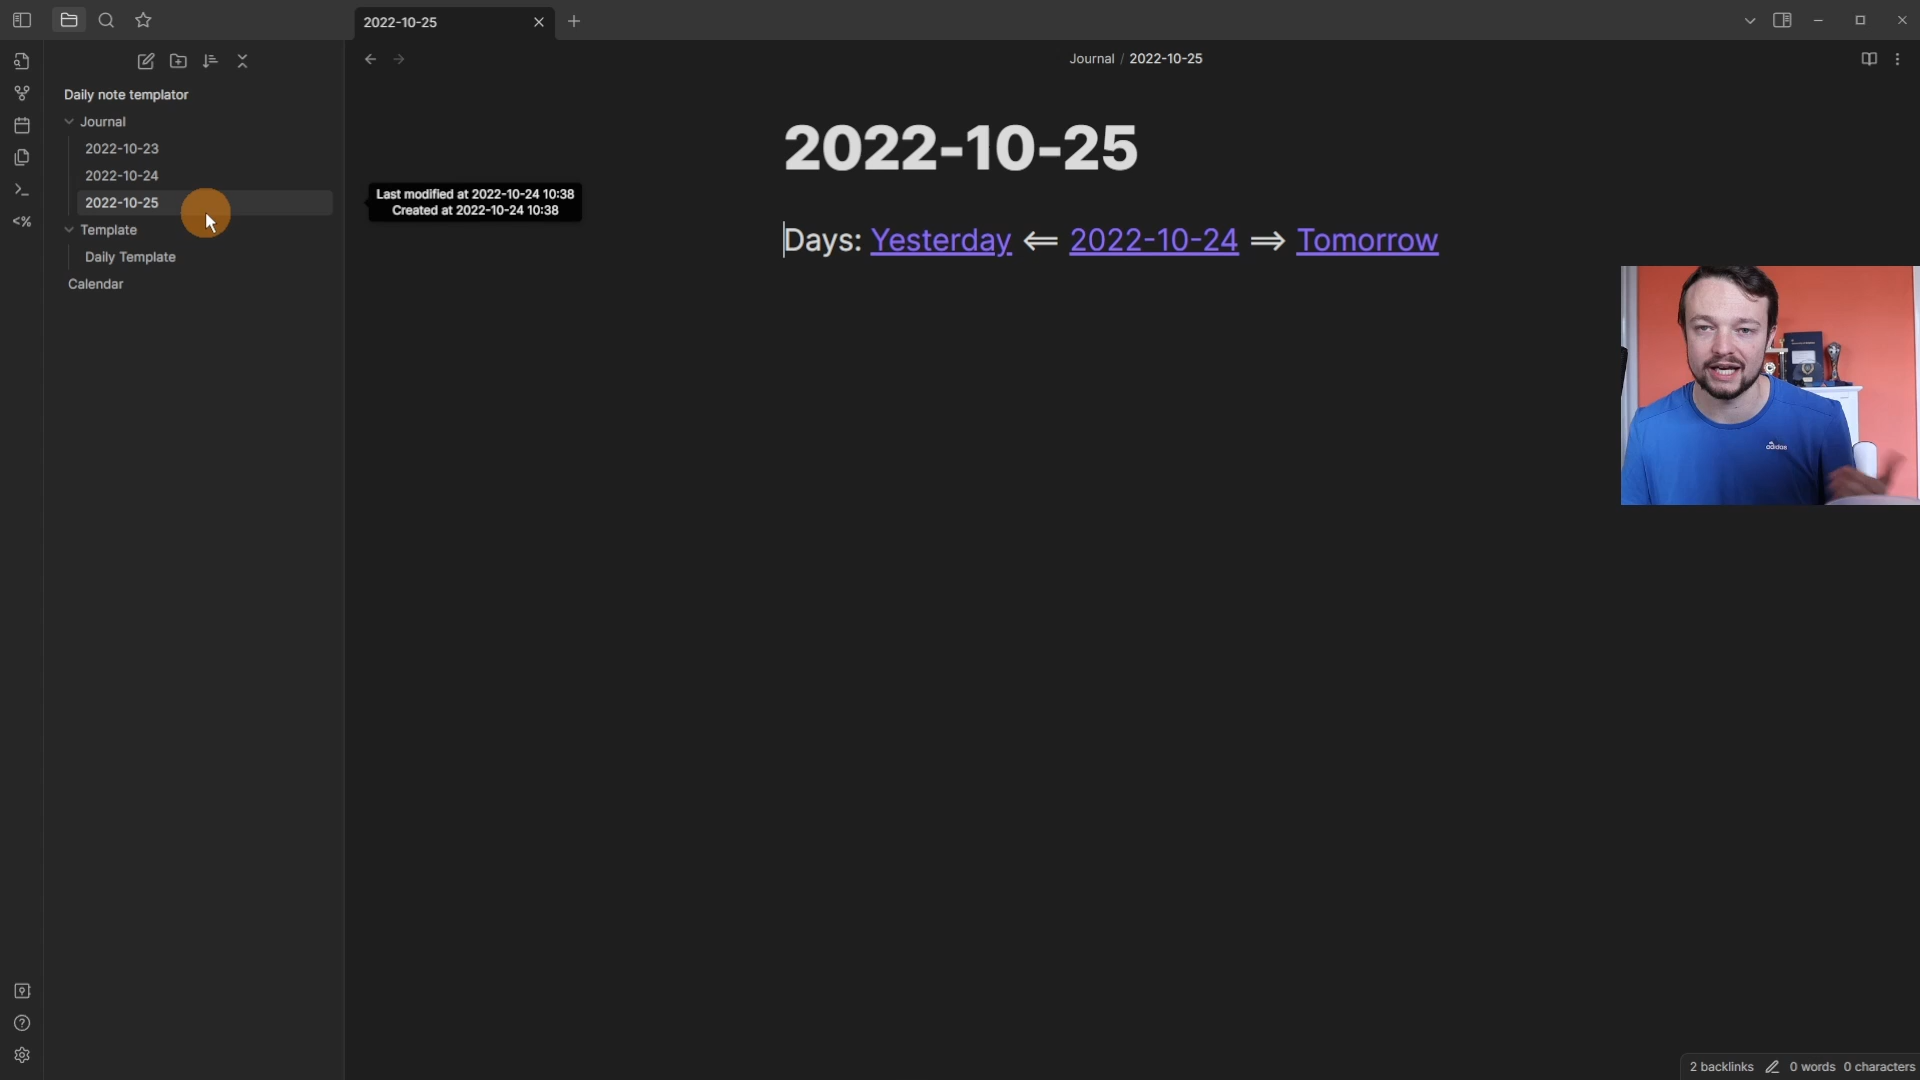 2022-10-25
Journal / 2022-10-25
Daily note templator
Journal
2022-10-23
2022-10-24
2022-10-25
Template
Daily Template
Calendar
<%
Last modified at 2022-10-24 10:38
Created at 2022-10-24 10:38
2022-10-25
Days: Yesterday ⟸ 2022-10-24 ⟹ Tomorrow
adidas
2 backlinks 0 words 0 characters